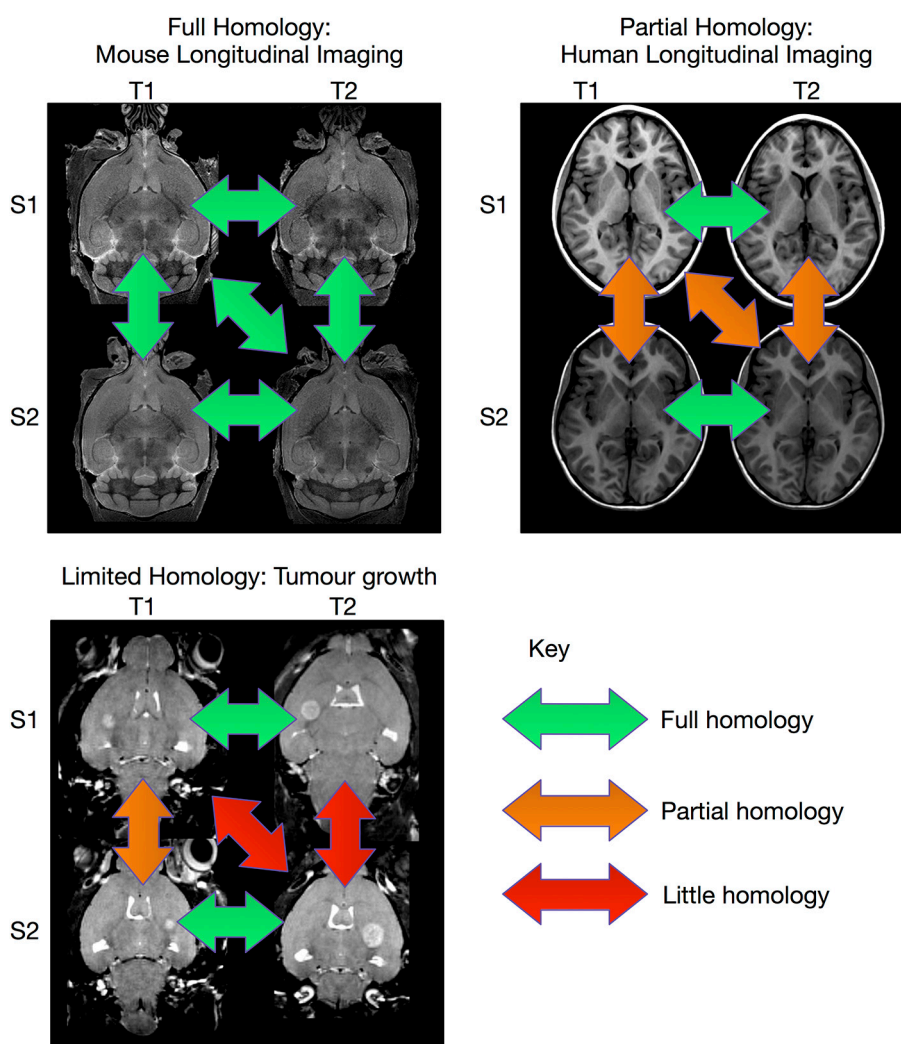 Full Homology:
Mouse Longitudinal Imaging
T1 T2
S1
S2
Partial Homology:
Human Longitudinal Imaging
T1 T2
S1
S2
Limited Homology: Tumour growth
T1 T2
S1
S2
Key
Full homology
Partial homology
Little homology